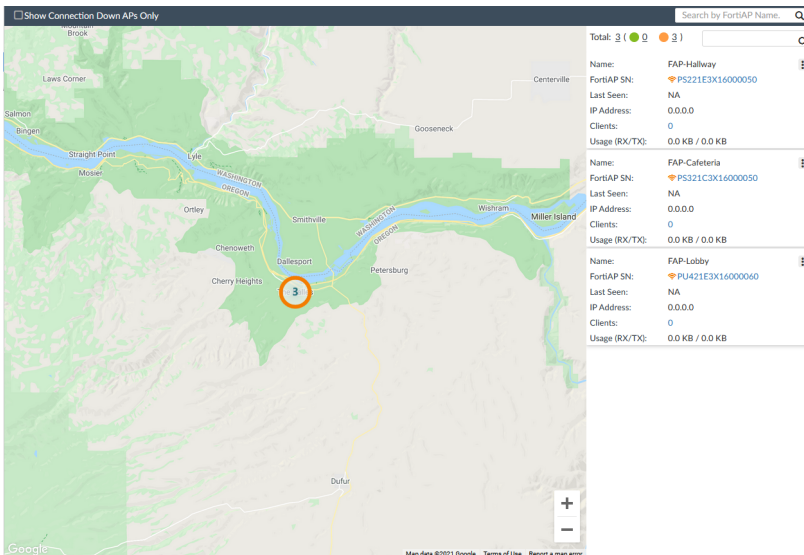 Show Connection Down APs Only
Search by FortiAP Name.
Mountain
Brook
Laws Corner
Centerville
Salmon
Gooseneck
Bingen
Straight Point
Lyle
Mosier
WASHINGTON
OREGON
Ortley
Smithville
WASHINGTON
OREGON
Wishram
Miller Island
Chenoweth
Dallesport
Petersburg
Cherry Heights
3
Dufur
+
−
Google
Map data ©2021 Google Terms of Use Report a map error
Total: 3 ( 0 3 )
Name: FAP-Hallway
FortiAP SN: PS221E3X16000050
Last Seen: NA
IP Address: 0.0.0.0
Clients: 0
Usage (RX/TX): 0.0 KB / 0.0 KB
Name: FAP-Cafeteria
FortiAP SN: PS321C3X16000050
Last Seen: NA
IP Address: 0.0.0.0
Clients: 0
Usage (RX/TX): 0.0 KB / 0.0 KB
Name: FAP-Lobby
FortiAP SN: PU421E3X16000060
Last Seen: NA
IP Address: 0.0.0.0
Clients: 0
Usage (RX/TX): 0.0 KB / 0.0 KB